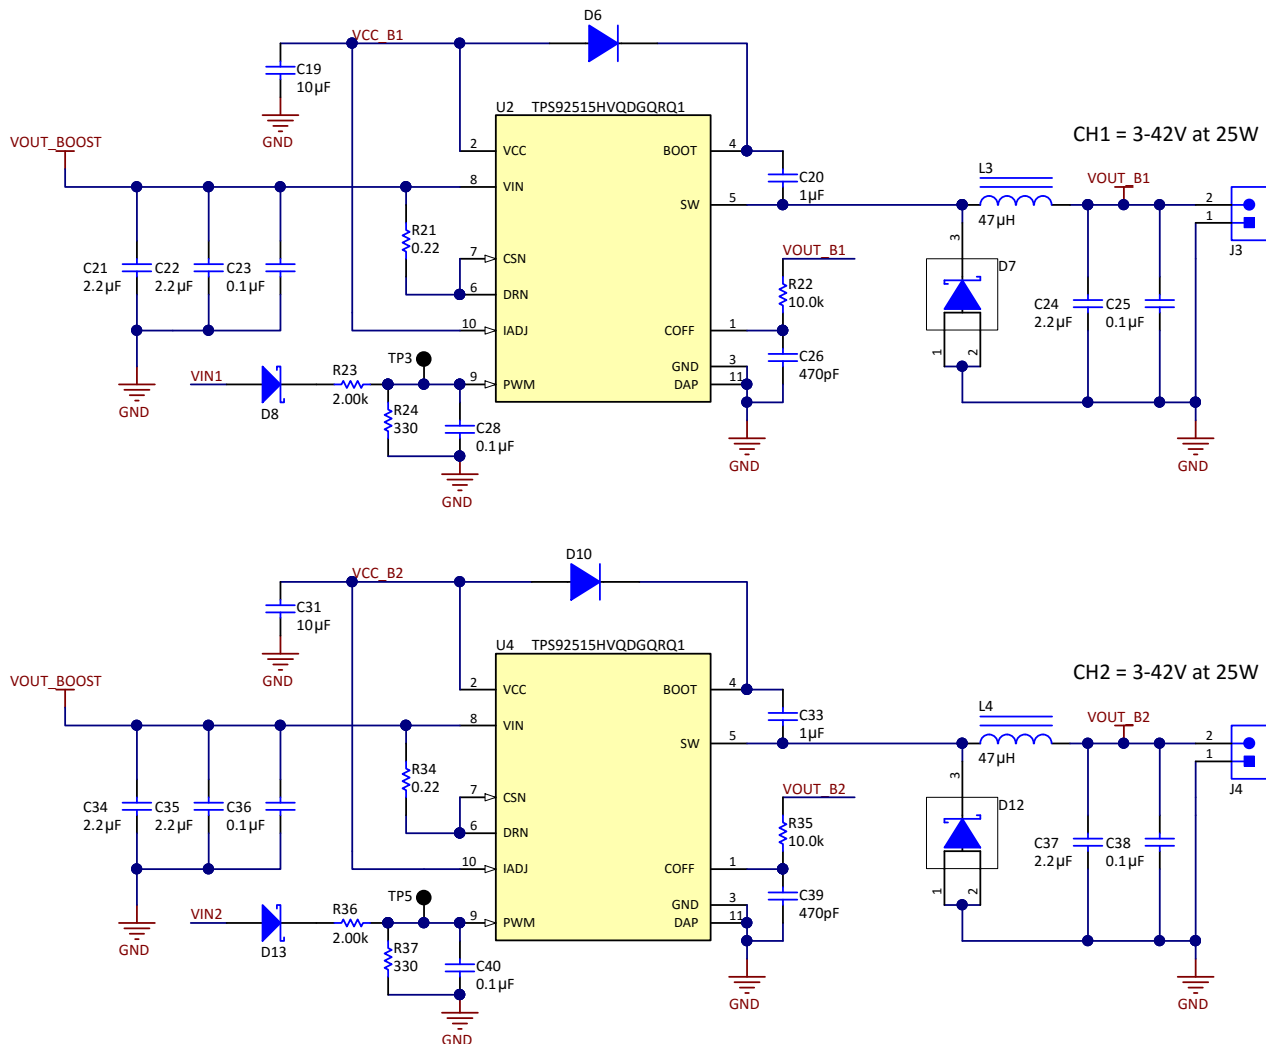 D6
VCC_B1
C19
10µF
GND
U2 TPS92515HVQDGQRQ1
VOUT_BOOST
CH1 = 3-42V at 25W
2 VCC BOOT 4
8 VIN
C20
1µF
L3
47µH
VOUT_B1
SW 5
2
1
J3
R21
0.22
C21
2.2µF
C22
2.2µF
C23
0.1µF
7 CSN
6 DRN
10 IADJ
VOUT_B1
R22
10.0k
COFF 1
3
D7
1
2
C24
2.2µF
C25
0.1µF
C26
470pF
GND 3
DAP 11
GND
VIN1
D8
R23
2.00k
TP3
9 PWM
R24
330
C28
0.1µF
GND
GND
GND
D10
VCC_B2
C31
10µF
GND
U4 TPS92515HVQDGQRQ1
VOUT_BOOST
CH2 = 3-42V at 25W
2 VCC BOOT 4
8 VIN
C33
1µF
L4
47µH
VOUT_B2
SW 5
2
1
J4
R34
0.22
C34
2.2µF
C35
2.2µF
C36
0.1µF
7 CSN
6 DRN
10 IADJ
VOUT_B2
R35
10.0k
COFF 1
3
D12
1
2
C37
2.2µF
C38
0.1µF
C39
470pF
GND 3
DAP 11
GND
VIN2
D13
R36
2.00k
TP5
9 PWM
R37
330
C40
0.1µF
GND
GND
GND